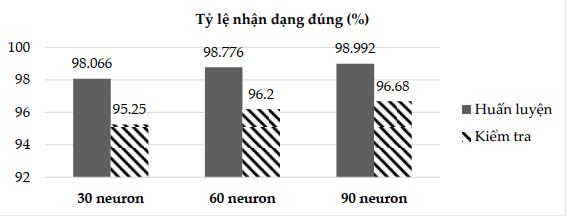 Tỷ lệ nhận dạng đúng (%)
100
98
96
94
92
98.066
95.25
98.776
96.2
98.992
96.68
30 neuron
60 neuron
90 neuron
Huấn luyện
Kiểm tra